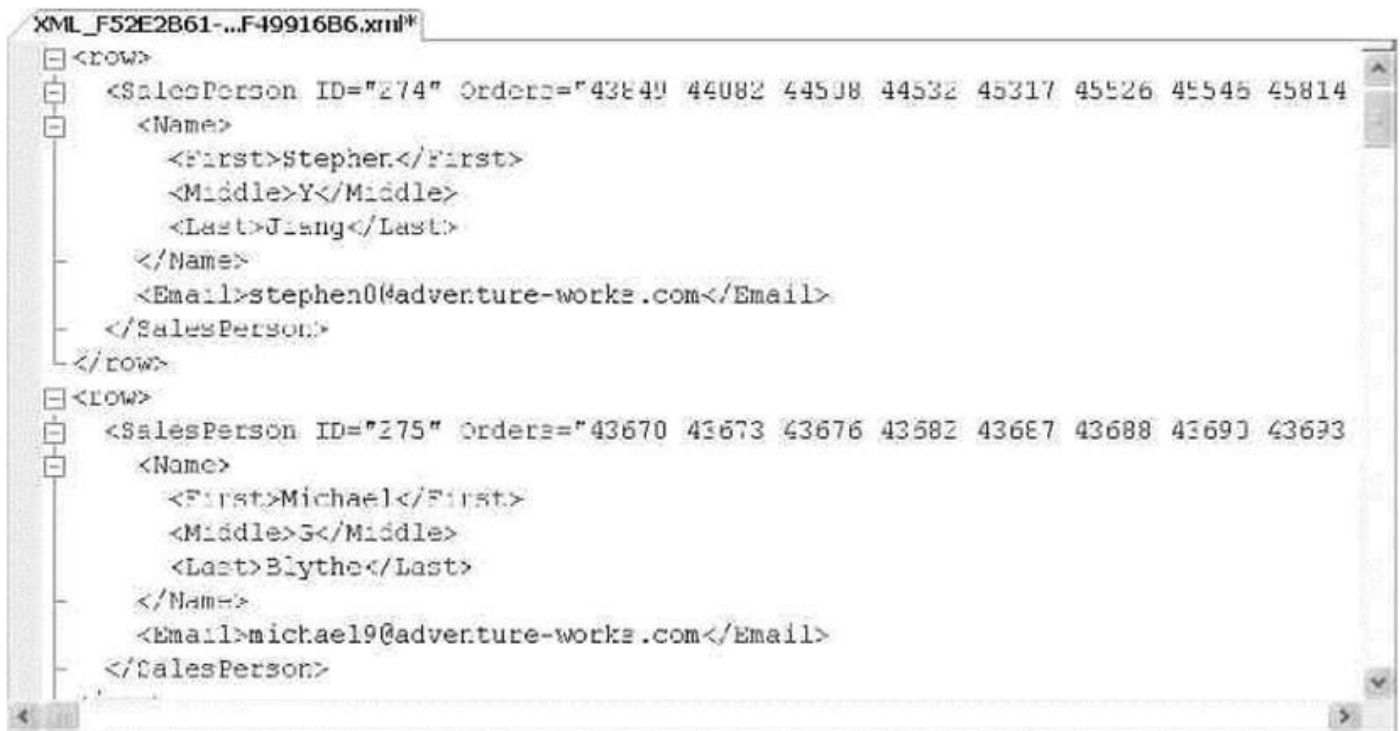 XML_F52E2B61-...F49916B6.xml*
<row>
<SalesPerson ID="274" Orders="43849 44082 44508 44532 45317 45526 45546 45814
<Name>
<First>Stephen</First>
<Middle>Y</Middle>
<Last>Jiang</Last>
</Name>
<Email>stephen0@adventure-works.com</Email>
</SalesPerson>
</row>
<row>
<SalesPerson ID="275" Orders="43670 43673 43676 43682 43687 43688 43693
<Name>
<First>Michael</First>
<Middle>G</Middle>
<Last>Blythe</Last>
</Name>
<Email>michael9@adventure-works.com</Email>
</SalesPerson>